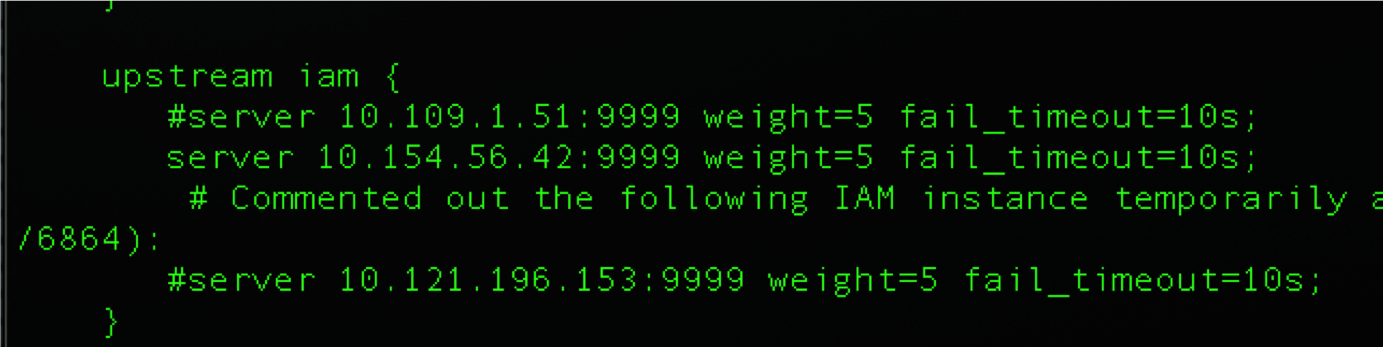 }
upstream iam {
#server 10.109.1.51:9999 weight=5 fail_timeout=10s;
server 10.154.56.42:9999 weight=5 fail_timeout=10s;
# Commented out the following IAM instance temporarily a
/6864):
#server 10.121.196.153:9999 weight=5 fail_timeout=10s;
}